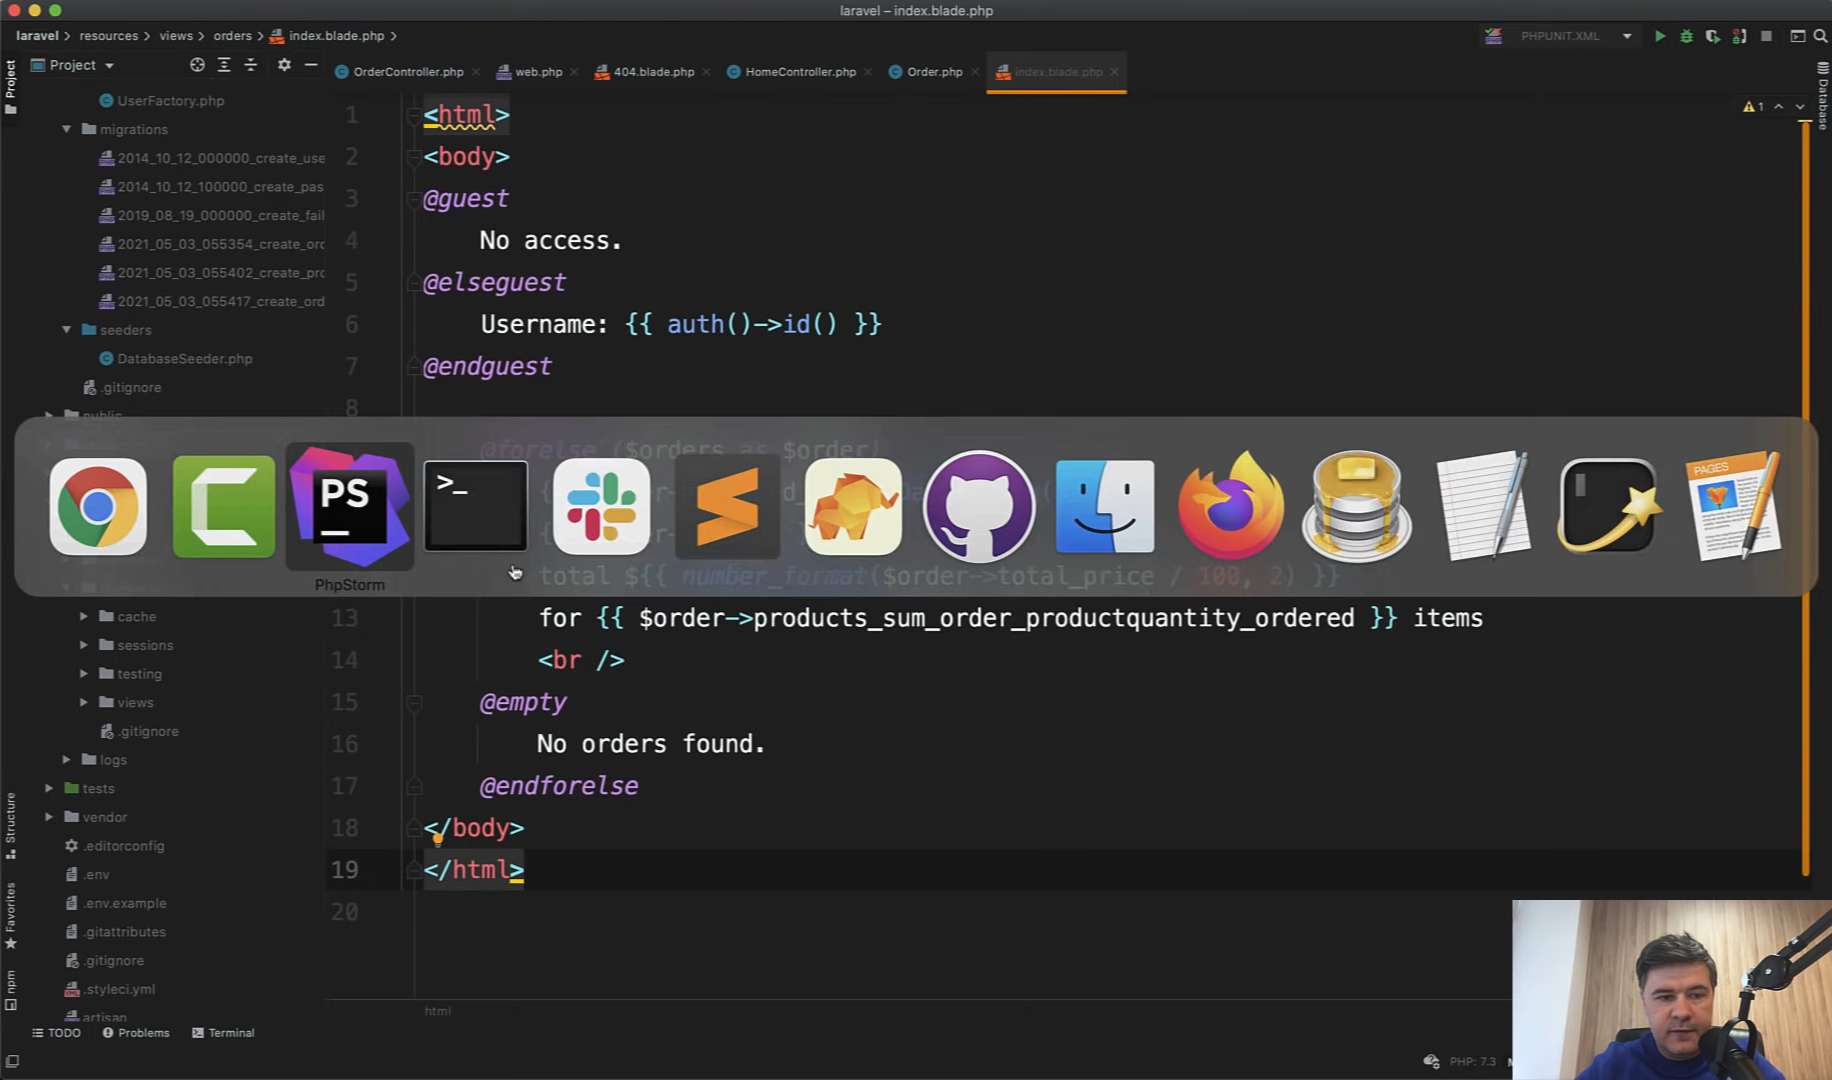 laravel – index.blade.php
laravel resources views orders index.blade.php
PHPUNIT.XML
Project
Project
OrderController.php
web.php
404.blade.php
HomeController.php
Order.php
index.blade.php
Database
UserFactory.php
migrations
2014_10_12_000000_create_use
2014_10_12_100000_create_pas
2019_08_19_000000_create_fail
2021_05_03_055354_create_ord
2021_05_03_055402_create_pro
2021_05_03_055417_create_ord
seeders
DatabaseSeeder.php
.gitignore
public
1 <html>
2 <body>
3 @guest
4 No access.
5 @elseguest
6 Username: {{ auth()->id() }}
7 @endguest
8
@forelse ($orders as $order)
PS
>_
PAGES
PhpStorm
total ${{ number_format($order->total_price / 100, 2) }}
13 for {{ $order->products_sum_order_productquantity_ordered }} items
14 <br />
15 @empty
16 No orders found.
17 @endforelse
18 </body>
19 </html>
20
cache
sessions
testing
views
.gitignore
logs
tests
vendor
.editorconfig
.env
.env.example
.gitattributes
.gitignore
.styleci.yml
artisan
Structure
Favorites
npm
html
1
TODO
Problems
Terminal
PHP: 7.3